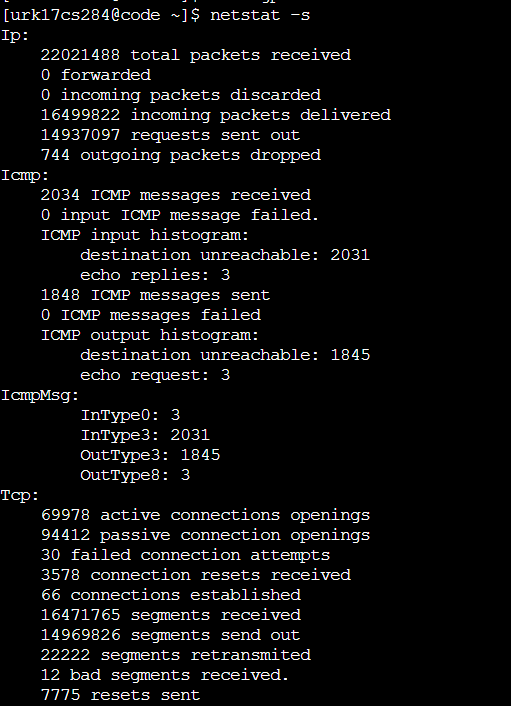 [urk17cs284@code ~]$ netstat -s
Ip:
22021488 total packets received
0 forwarded
0 incoming packets discarded
16499822 incoming packets delivered
14937097 requests sent out
744 outgoing packets dropped
Icmp:
2034 ICMP messages received
0 input ICMP message failed.
ICMP input histogram:
destination unreachable: 2031
echo replies: 3
1848 ICMP messages sent
0 ICMP messages failed
ICMP output histogram:
destination unreachable: 1845
echo request: 3
IcmpMsg:
InType0: 3
InType3: 2031
OutType3: 1845
OutType8: 3
Tcp:
69978 active connections openings
94412 passive connection openings
30 failed connection attempts
3578 connection resets received
66 connections established
16471765 segments received
14969826 segments send out
22222 segments retransmited
12 bad segments received.
7775 resets sent